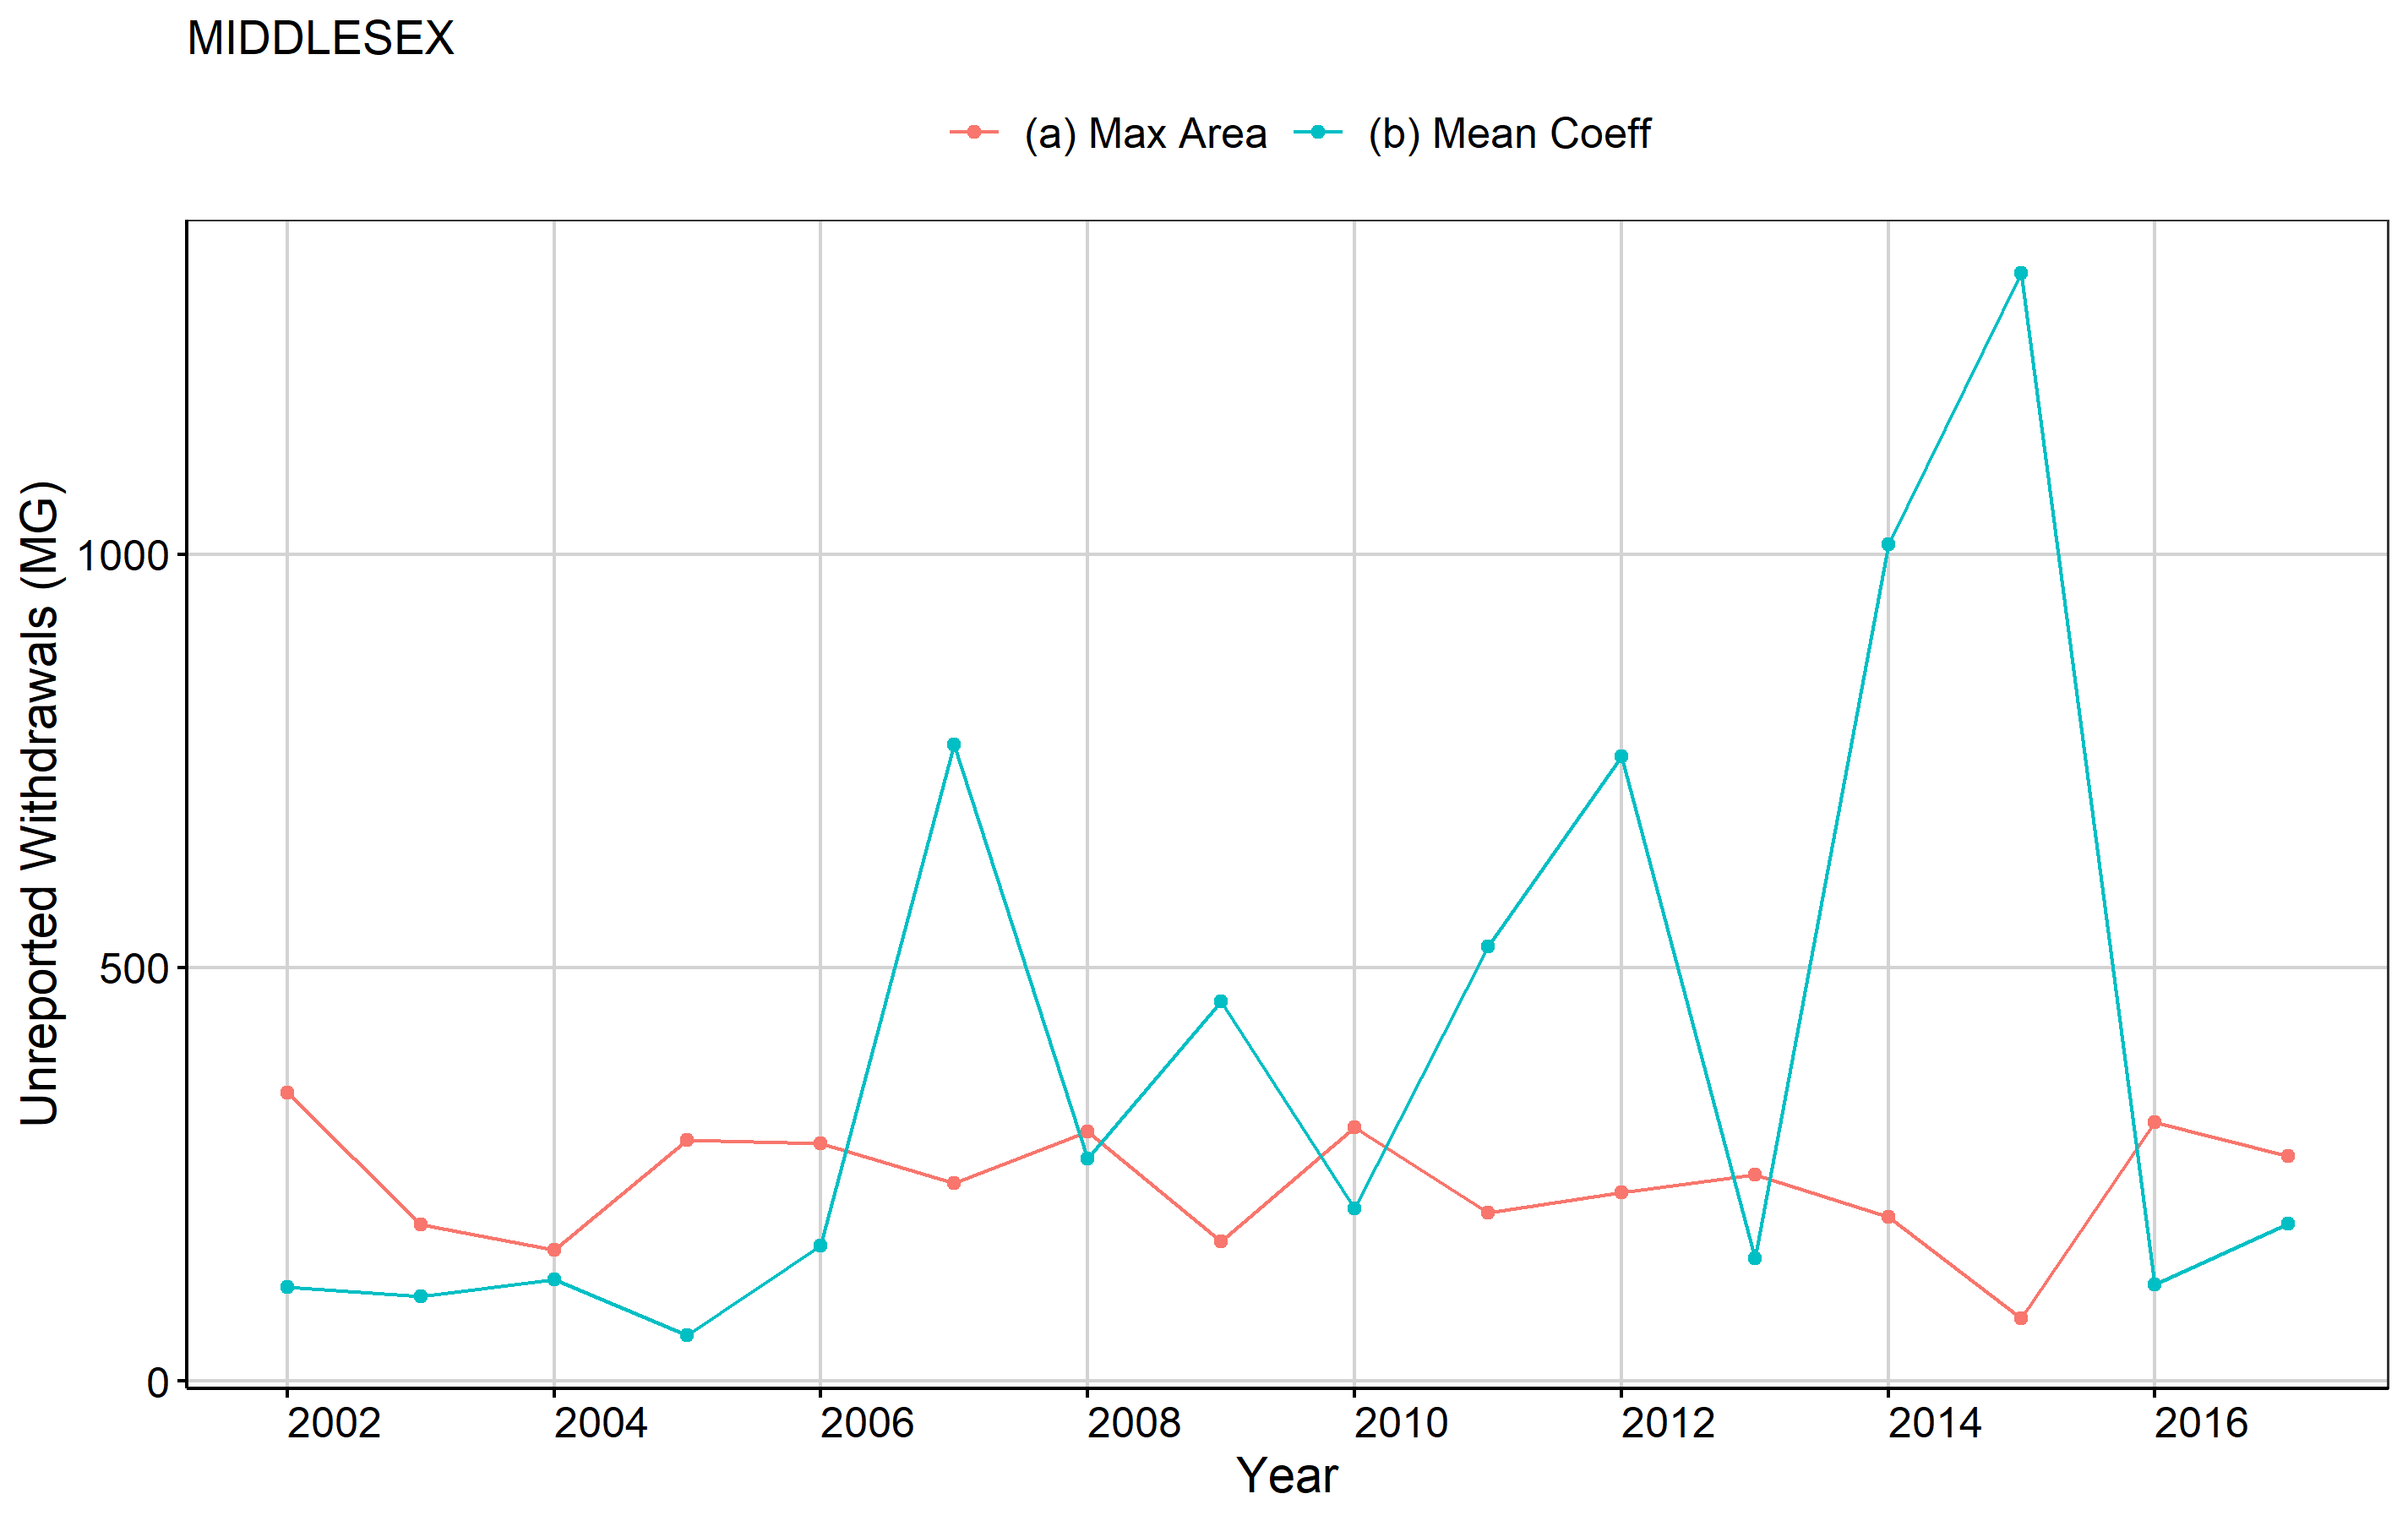 MIDDLESEX
(a) Max Area (b) Mean Coeff
Unreported Withdrawals (MG)
1000
500
0
2002 2004 2006 2008 2010 2012 2014 2016
Year